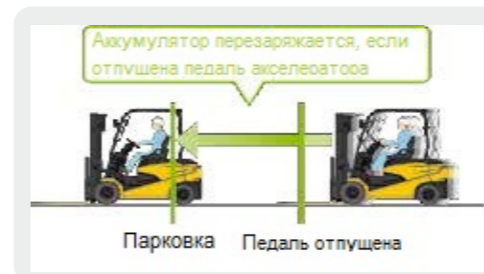 Аккумулятор перезаряжается, если
отпущена педаль акселератора
Парковка Педаль отпущена